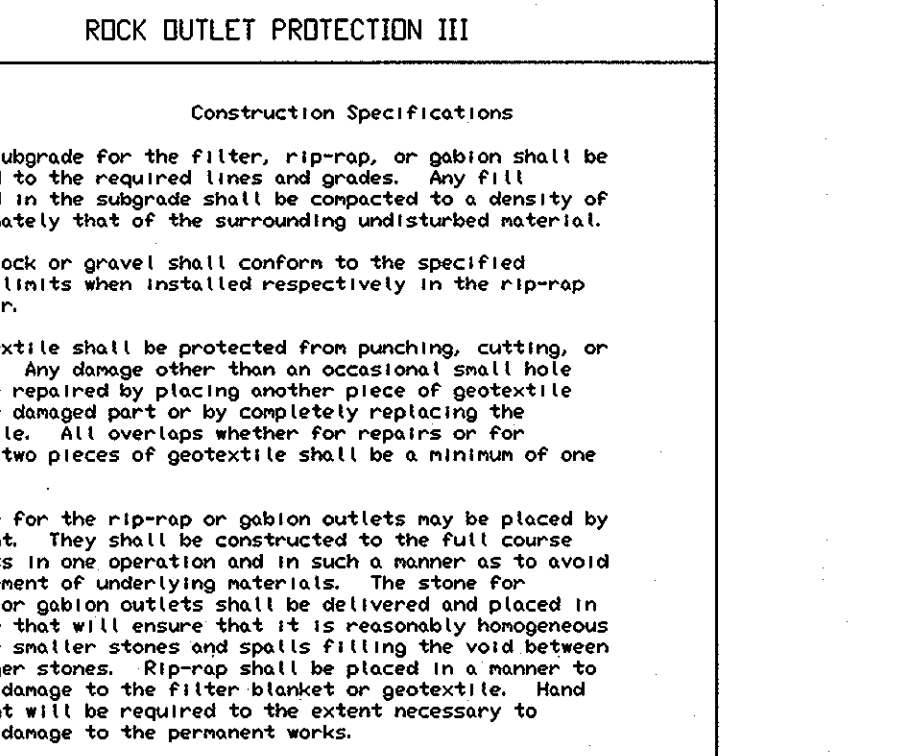 ROCK OUTLET PROTECTION III
Construction Specifications
ubgrade for the filter, rip-rap, or gabion shall be
to the required lines and grades. Any fill
in the subgrade shall be compacted to a density of
ately that of the surrounding undisturbed material.
ock or gravel shall conform to the specified
limits when installed respectively in the rip-rap
r.
xtile shall be protected from punching, cutting, or
Any damage other than an occasional small hole
repaired by placing another piece of geotextile
damaged part or by completely replacing the
le. All overlaps whether for repairs or for
two pieces of geotextile shall be a minimum of one
for the rip-rap or gabion outlets may be placed by
t. They shall be constructed to the full course
s in one operation and in such a manner as to avoid
ment of underlying materials. The stone for
or gabion outlets shall be delivered and placed in
that will ensure that it is reasonably homogeneous
smaller stones and spalls filling the void between
er stones. Rip-rap shall be placed in a manner to
damage to the filter blanket or geotextile. Hand
t will be required to the extent necessary to
damage to the permanent works.